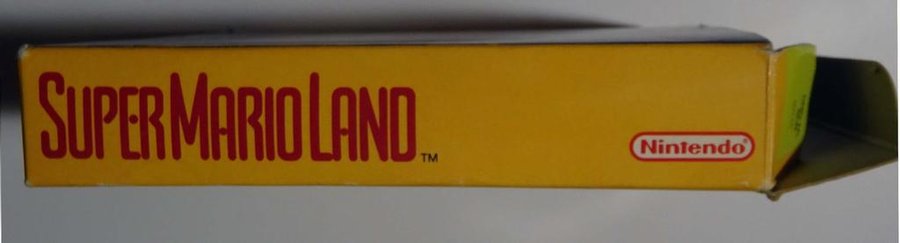 SUPER MARIO LAND™
Nintendo®